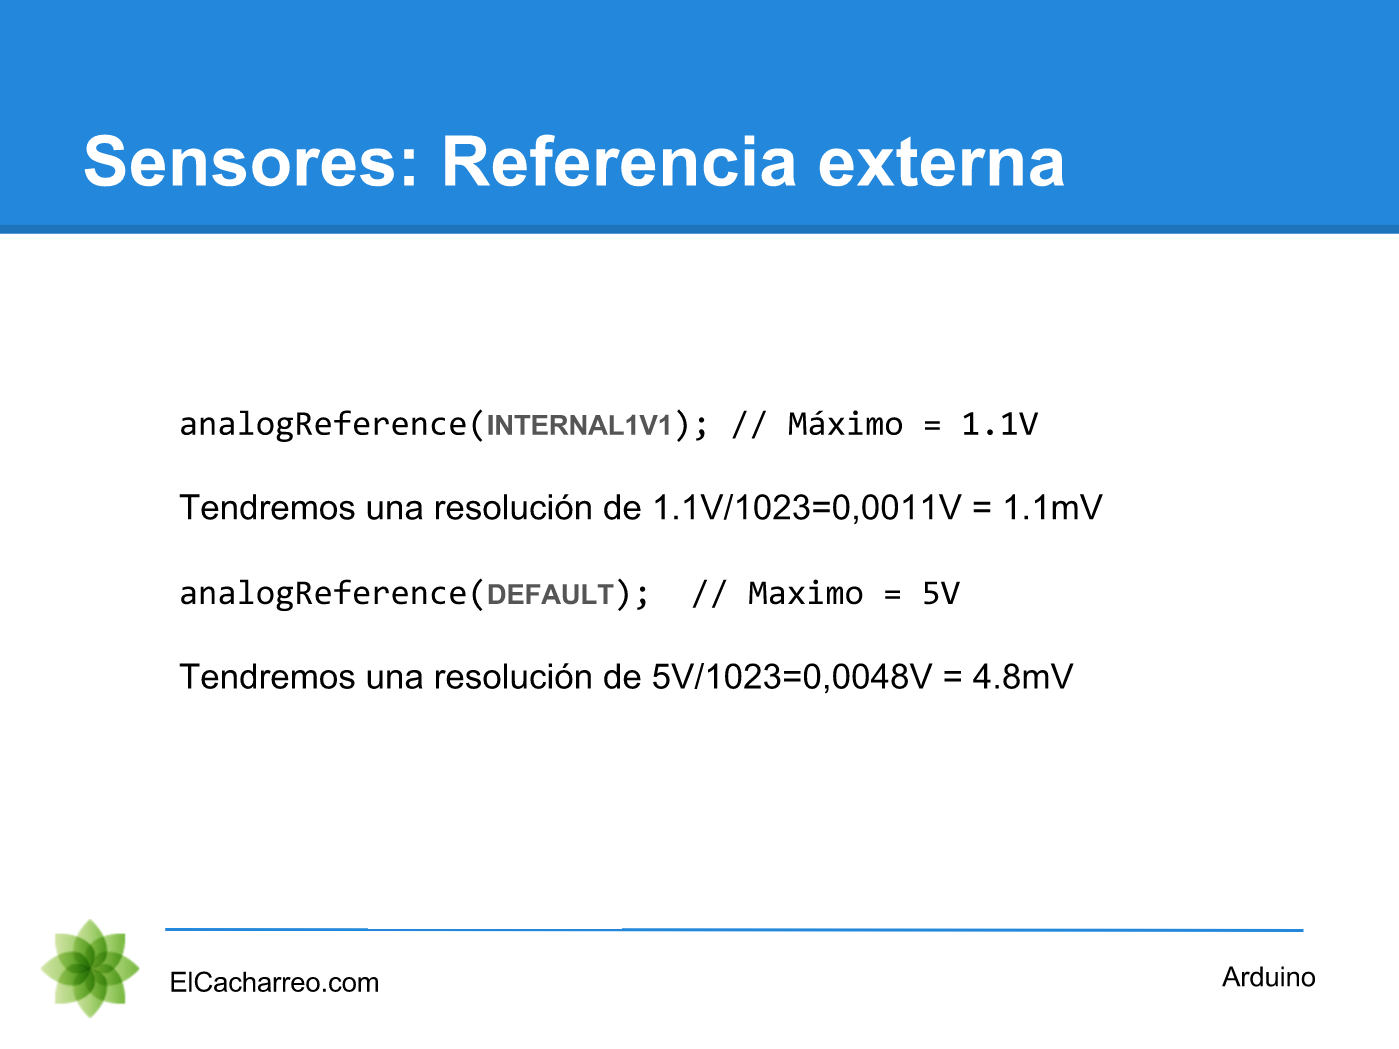 Sensores: Referencia externa
analogReference(INTERNAL1V1); // Máximo = 1.1V
Tendremos una resolución de 1.1V/1023=0,0011V = 1.1mV
analogReference(DEFAULT);  // Maximo = 5V
Tendremos una resolución de 5V/1023=0,0048V = 4.8mV
ElCacharreo.com
Arduino